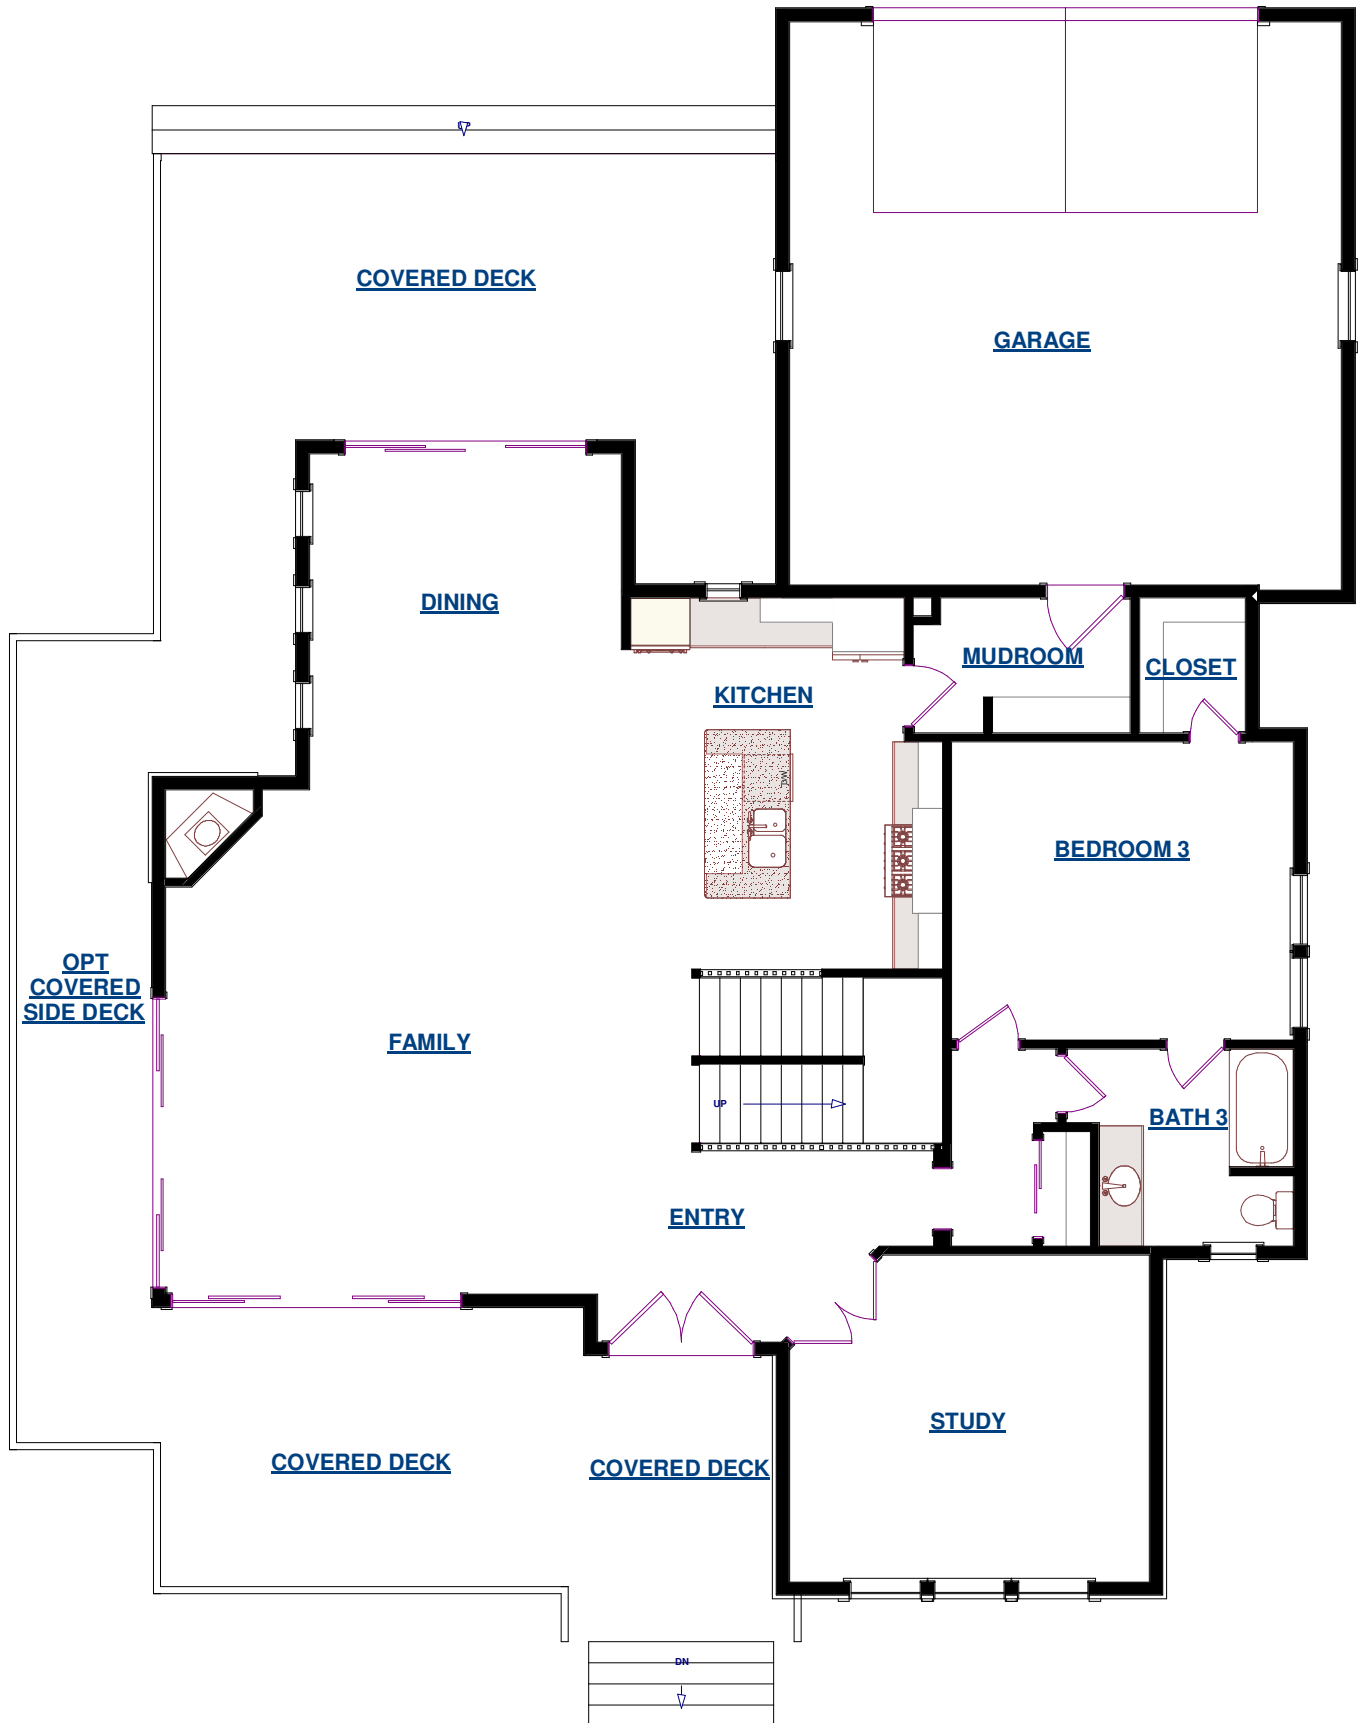 COVERED DECK
GARAGE
DINING
MUDROOM
CLOSET
KITCHEN
BEDROOM 3
OPT
COVERED
SIDE DECK
FAMILY
UP
BATH 3
ENTRY
STUDY
COVERED DECK
COVERED DECK
DN